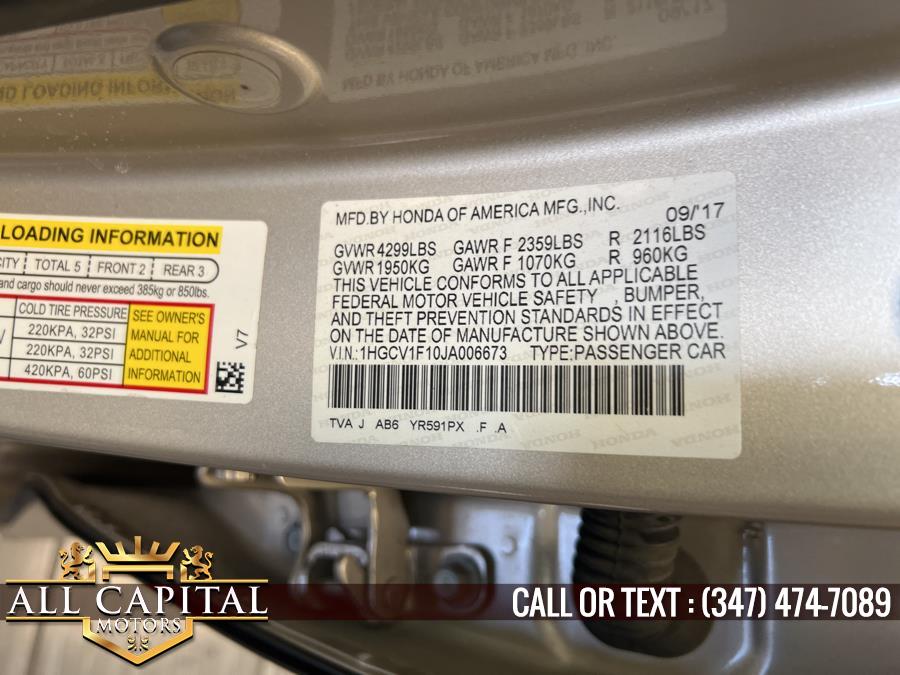 MFD.BY HONDA OF AMERICA MFG.,INC. 09/'17
GVWR 4299LBS GAWR F 2359LBS R 2116LBS
GVWR 1950KG GAWR F 1070KG R 960KG
THIS VEHICLE CONFORMS TO ALL APPLICABLE
FEDERAL MOTOR VEHICLE SAFETY , BUMPER,
AND THEFT PREVENTION STANDARDS IN EFFECT
ON THE DATE OF MANUFACTURE SHOWN ABOVE.
V.I.N.:1HGCV1F10JA006673 TYPE:PASSENGER CAR
TVA J AB6 YR591PX .F .A
LOADING INFORMATION
TOTAL 5 FRONT 2 REAR 3
and cargo should never exceed 385kg or 850lbs.
COLD TIRE PRESSURE
220KPA, 32PSI
220KPA, 32PSI
420KPA, 60PSI
SEE OWNER'S
MANUAL FOR
ADDITIONAL
INFORMATION
V7
ALL CAPITAL
MOTORS
CALL OR TEXT : (347) 474-7089